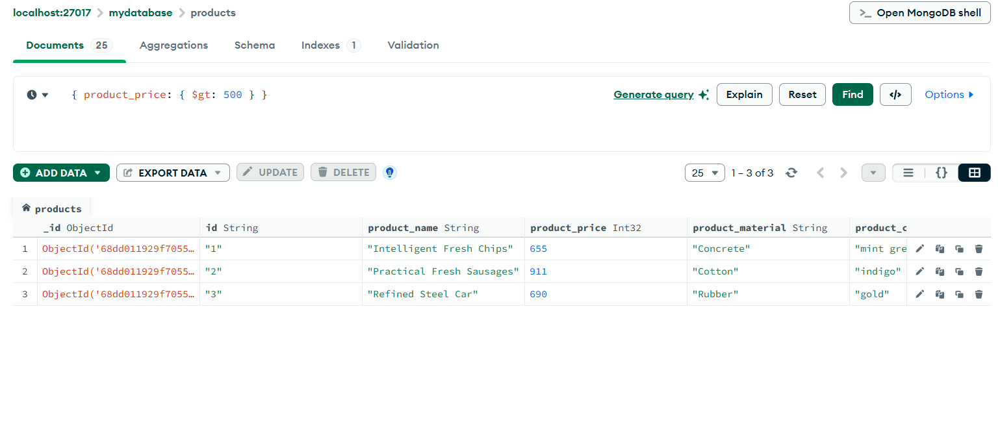 localhost:27017 > mydatabase > products
>_ Open MongoDB shell
Documents 25 Aggregations Schema Indexes 1 Validation
{ product_price: { $gt: 500 } }
Generate query Explain Reset Find </> Options
ADD DATA EXPORT DATA UPDATE DELETE 25 1 – 3 of 3 {}
products
_id ObjectId id String product_name String product_price Int32 product_material String product_c
1 ObjectId('68dd011929f7055… "1" "Intelligent Fresh Chips" 655 "Concrete" "mint gre
2 ObjectId('68dd011929f7055… "2" "Practical Fresh Sausages" 911 "Cotton" "indigo"
3 ObjectId('68dd011929f7055… "3" "Refined Steel Car" 690 "Rubber" "gold"